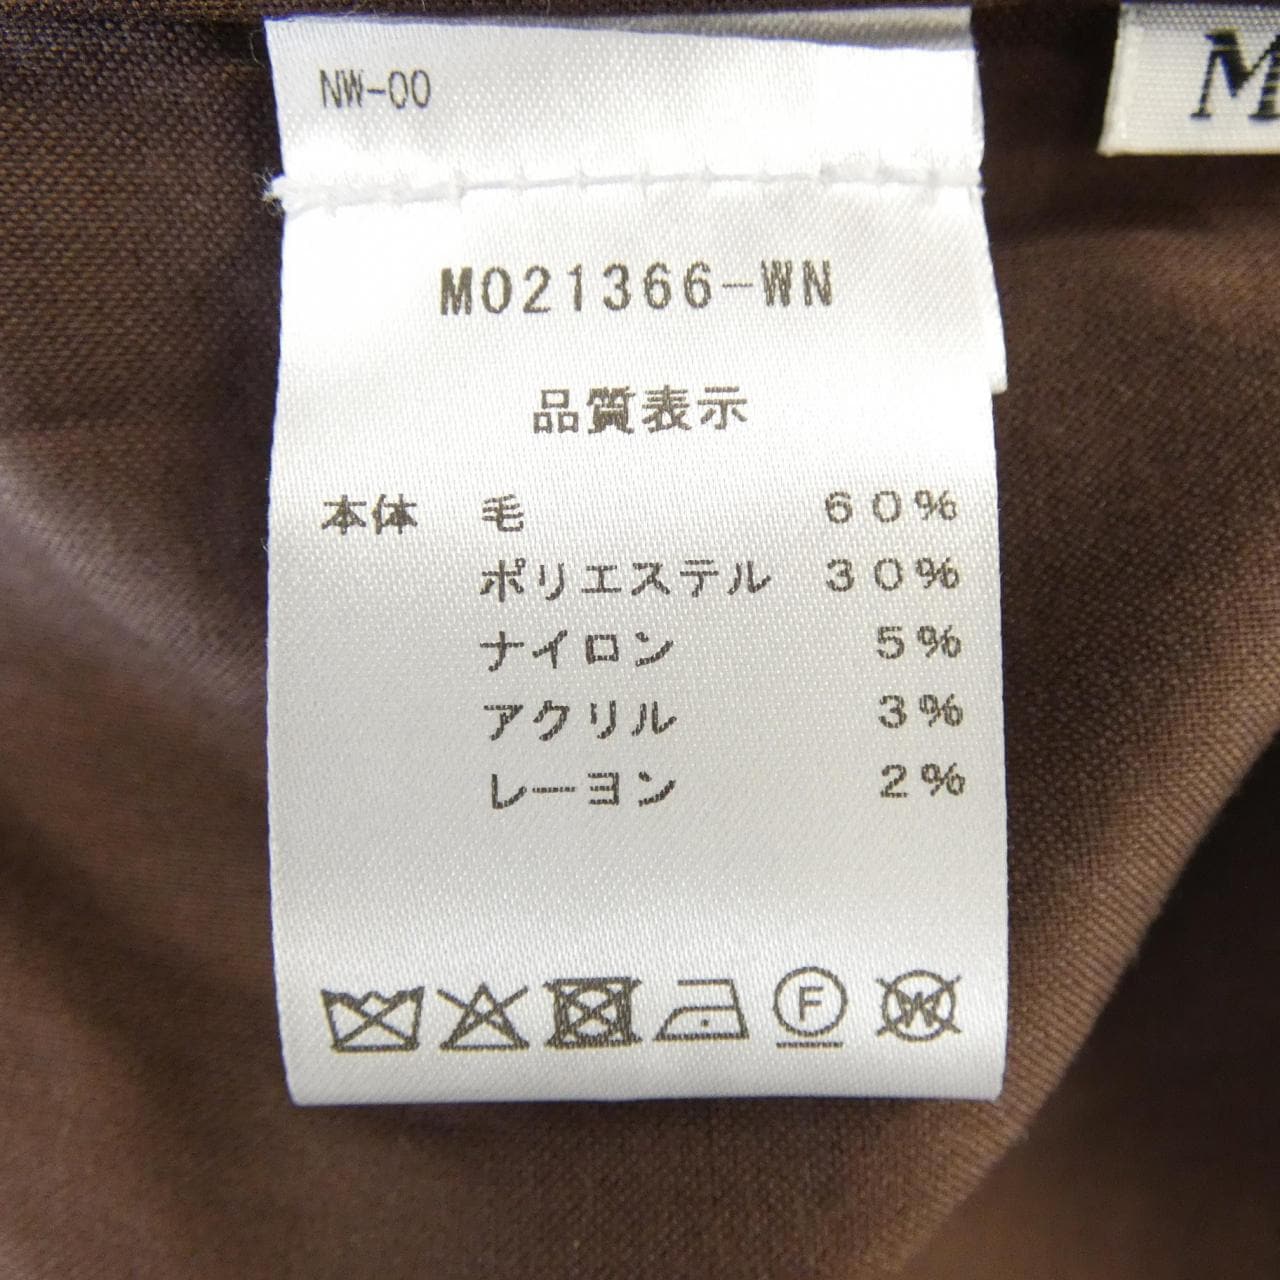 NW-00
M
M021366-WN
品質表示
本体 毛 60%
ポリエステル 30%
ナイロン 5%
アクリル 3%
レーヨン 2%
F W